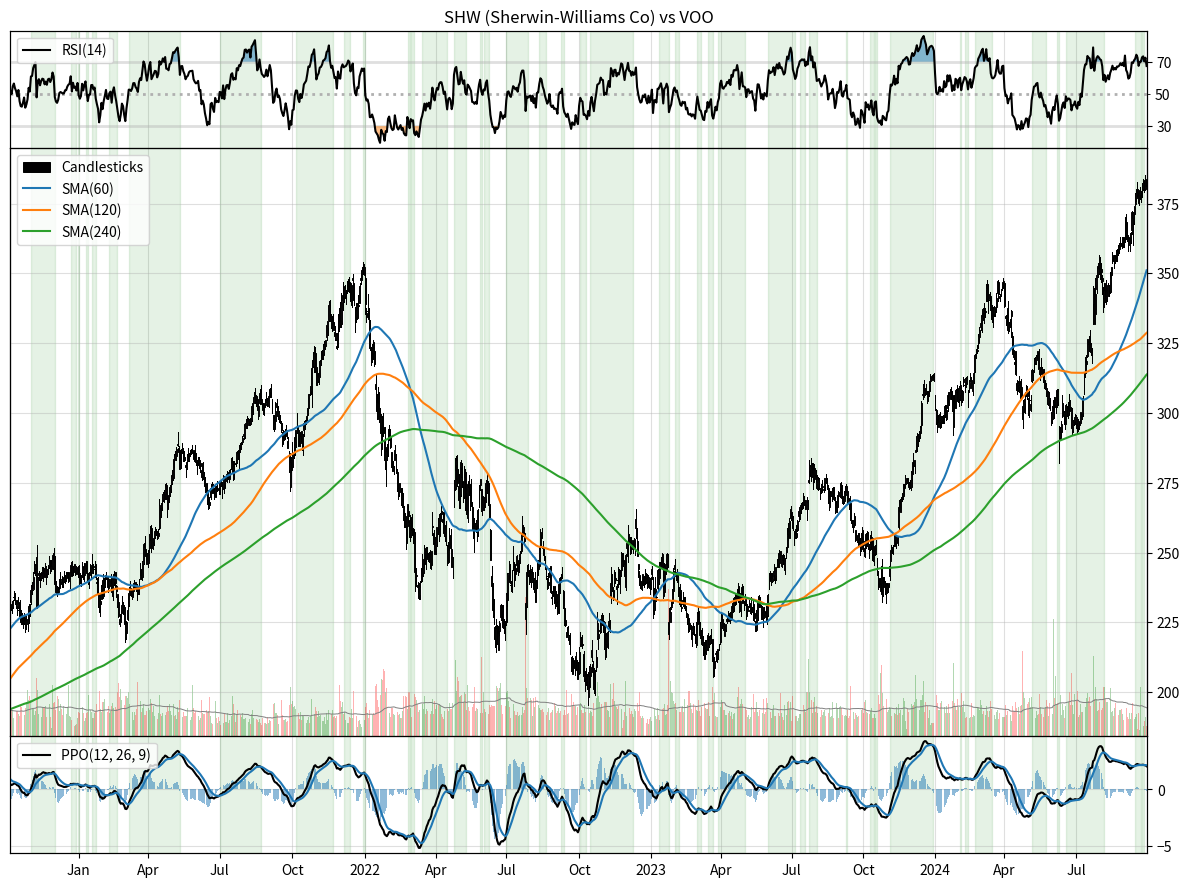 SHW (Sherwin-Williams Co) vs VOO
RSI(14)
70
50
30
Candlesticks
SMA(60)
SMA(120)
SMA(240)
375
350
325
300
275
250
225
200
PPO(12, 26, 9)
0
−5
Jan Apr Jul Oct 2022 Apr Jul Oct 2023 Apr Jul Oct 2024 Apr Jul